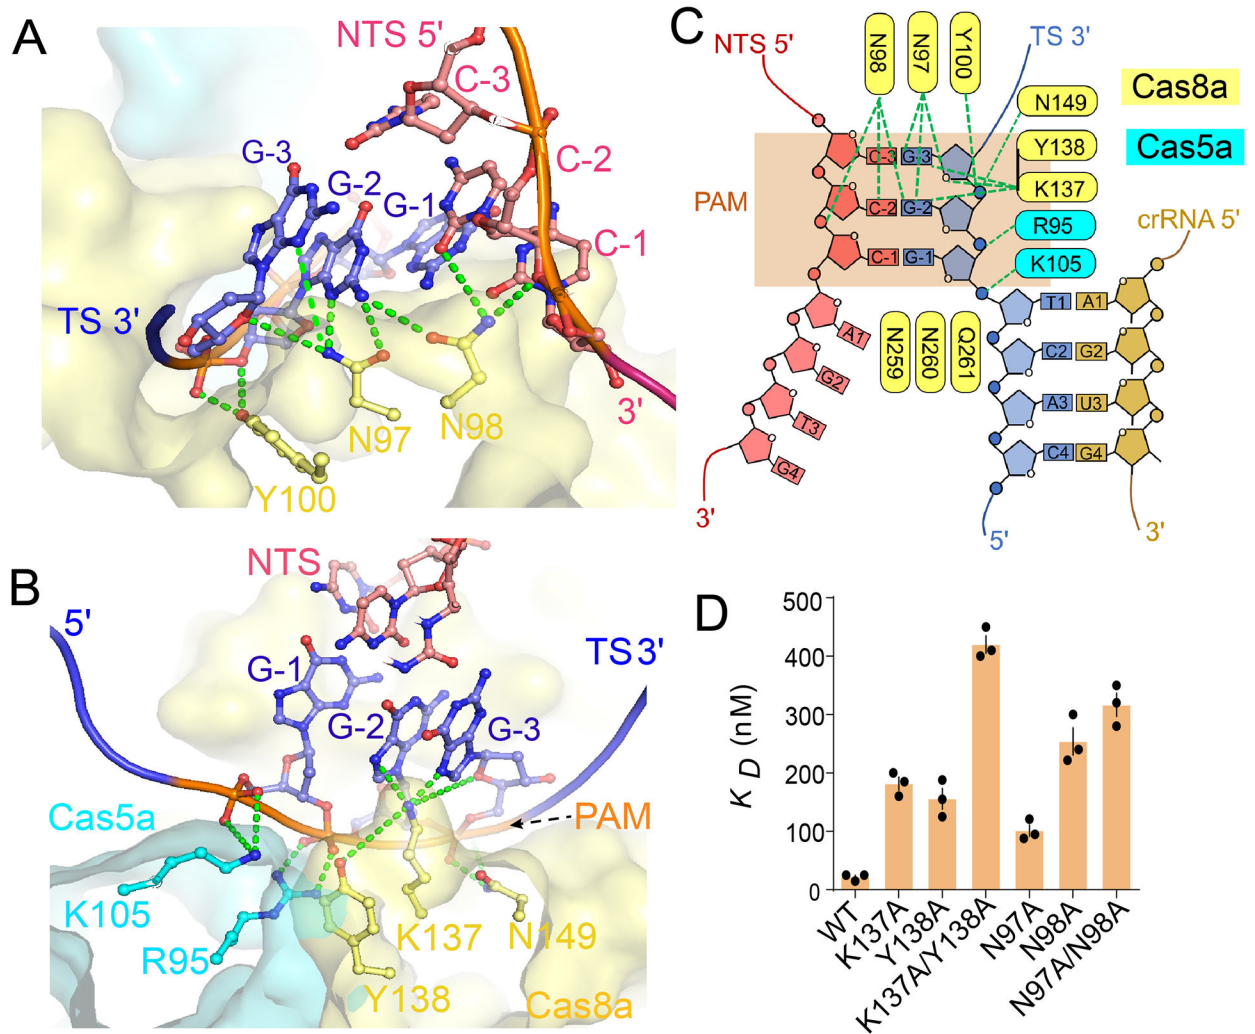 A
NTS 5'
C-3
G-3
G-2
C-2
G-1
C-1
TS 3'
N97
N98
3'
Y100
B
NTS
5'
TS3'
G-1
G-2
G-3
Cas5a
PAM
K105
R95
K137
N149
Y138
Cas8a
C
NTS 5'
N98
N97
Y100
TS 3'
N149
Cas8a
Y138
Cas5a
C-3 G-3
PAM
K137
C-2 G-2
R95
crRNA 5'
C-1 G-1
K105
T1 A1
A1
N259
N260
Q261
C2 G2
G2
A3 U3
T3
C4 G4
G4
3'
5'
3'
D
K D (nM)
500
400
300
200
100
0
WT
K137A
Y138A
K137A/Y138A
N97A
N98A
N97A/N98A